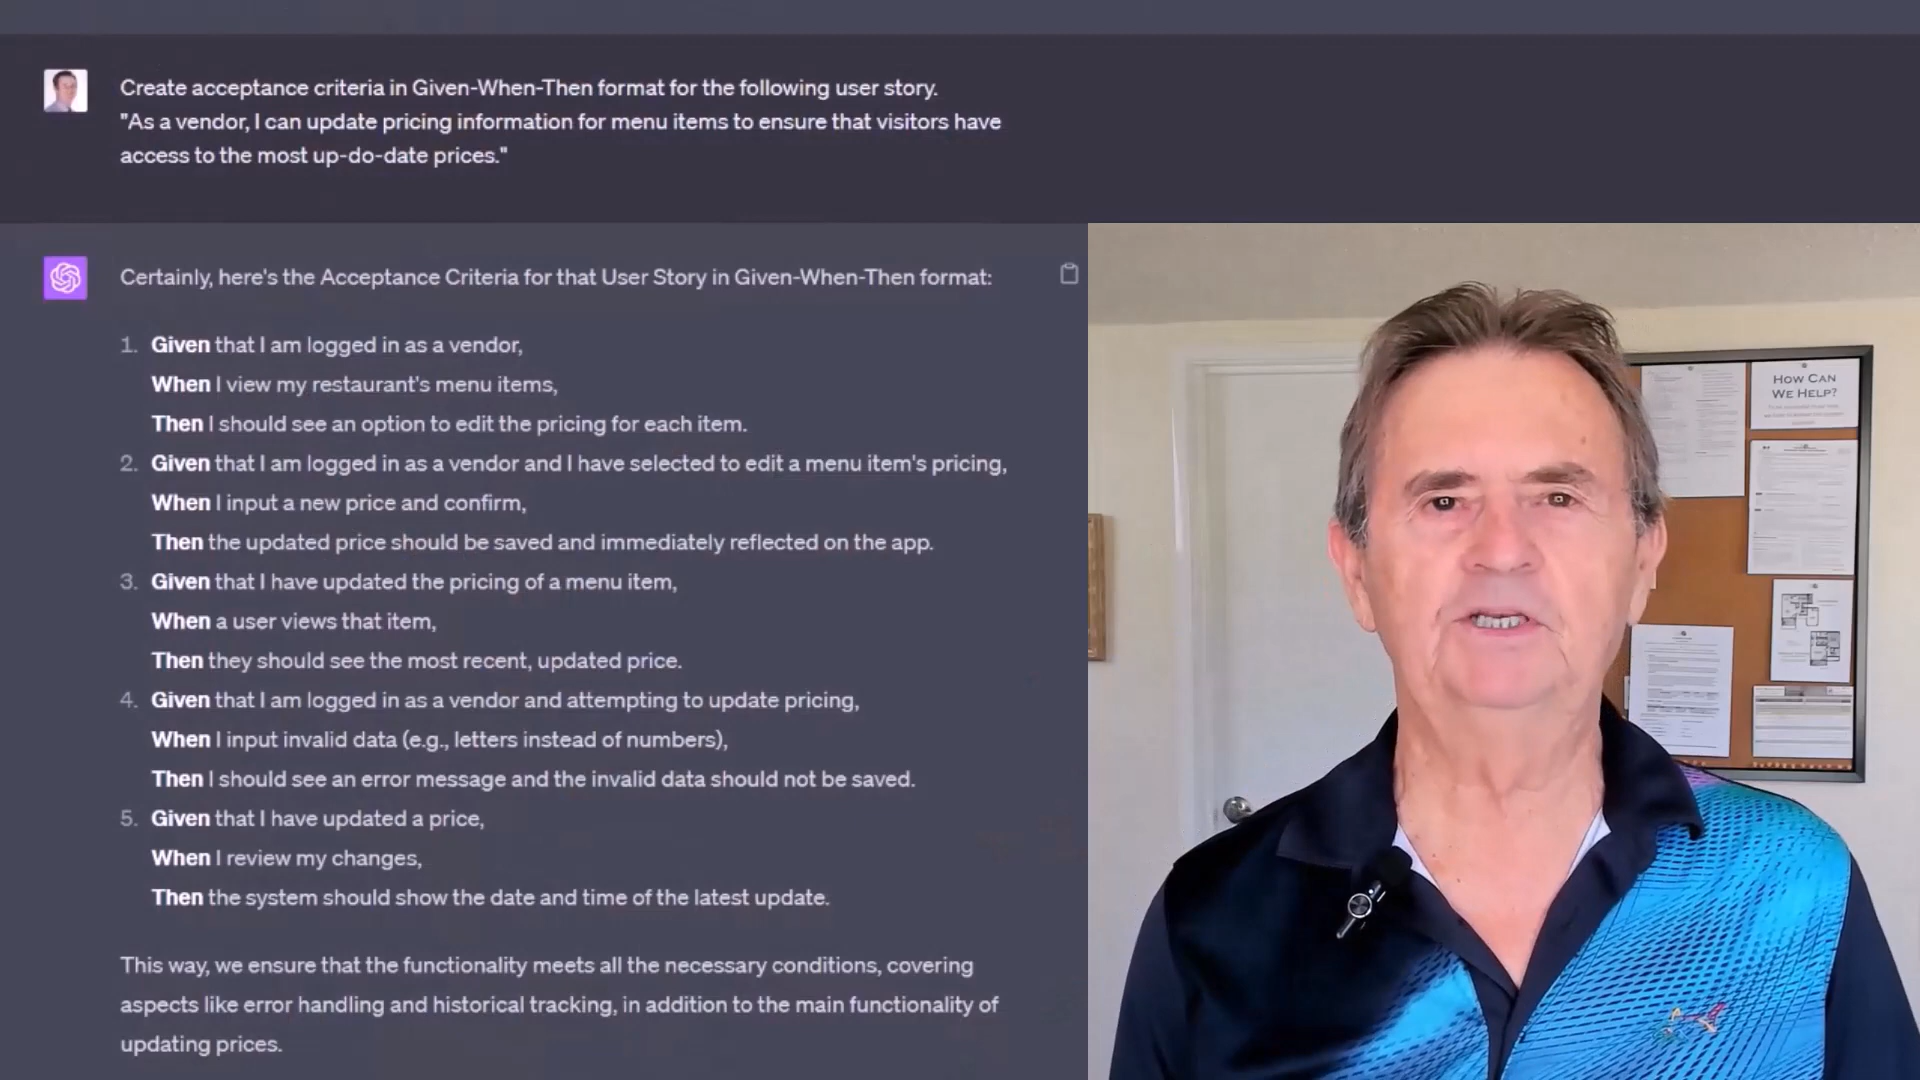 Create acceptance criteria in Given-When-Then format for the following user story.
"As a vendor, I can update pricing information for menu items to ensure that visitors have
access to the most up-do-date prices."
Certainly, here's the Acceptance Criteria for that User Story in Given-When-Then format:
1. Given that I am logged in as a vendor,
When I view my restaurant's menu items,
Then I should see an option to edit the pricing for each item.
2. Given that I am logged in as a vendor and I have selected to edit a menu item's pricing,
When I input a new price and confirm,
Then the updated price should be saved and immediately reflected on the app.
3. Given that I have updated the pricing of a menu item,
When a user views that item,
Then they should see the most recent, updated price.
4. Given that I am logged in as a vendor and attempting to update pricing,
When I input invalid data (e.g., letters instead of numbers),
Then I should see an error message and the invalid data should not be saved.
5. Given that I have updated a price,
When I review my changes,
Then the system should show the date and time of the latest update.
This way, we ensure that the functionality meets all the necessary conditions, covering
aspects like error handling and historical tracking, in addition to the main functionality of
updating prices.
HOW CAN
WE HELP?